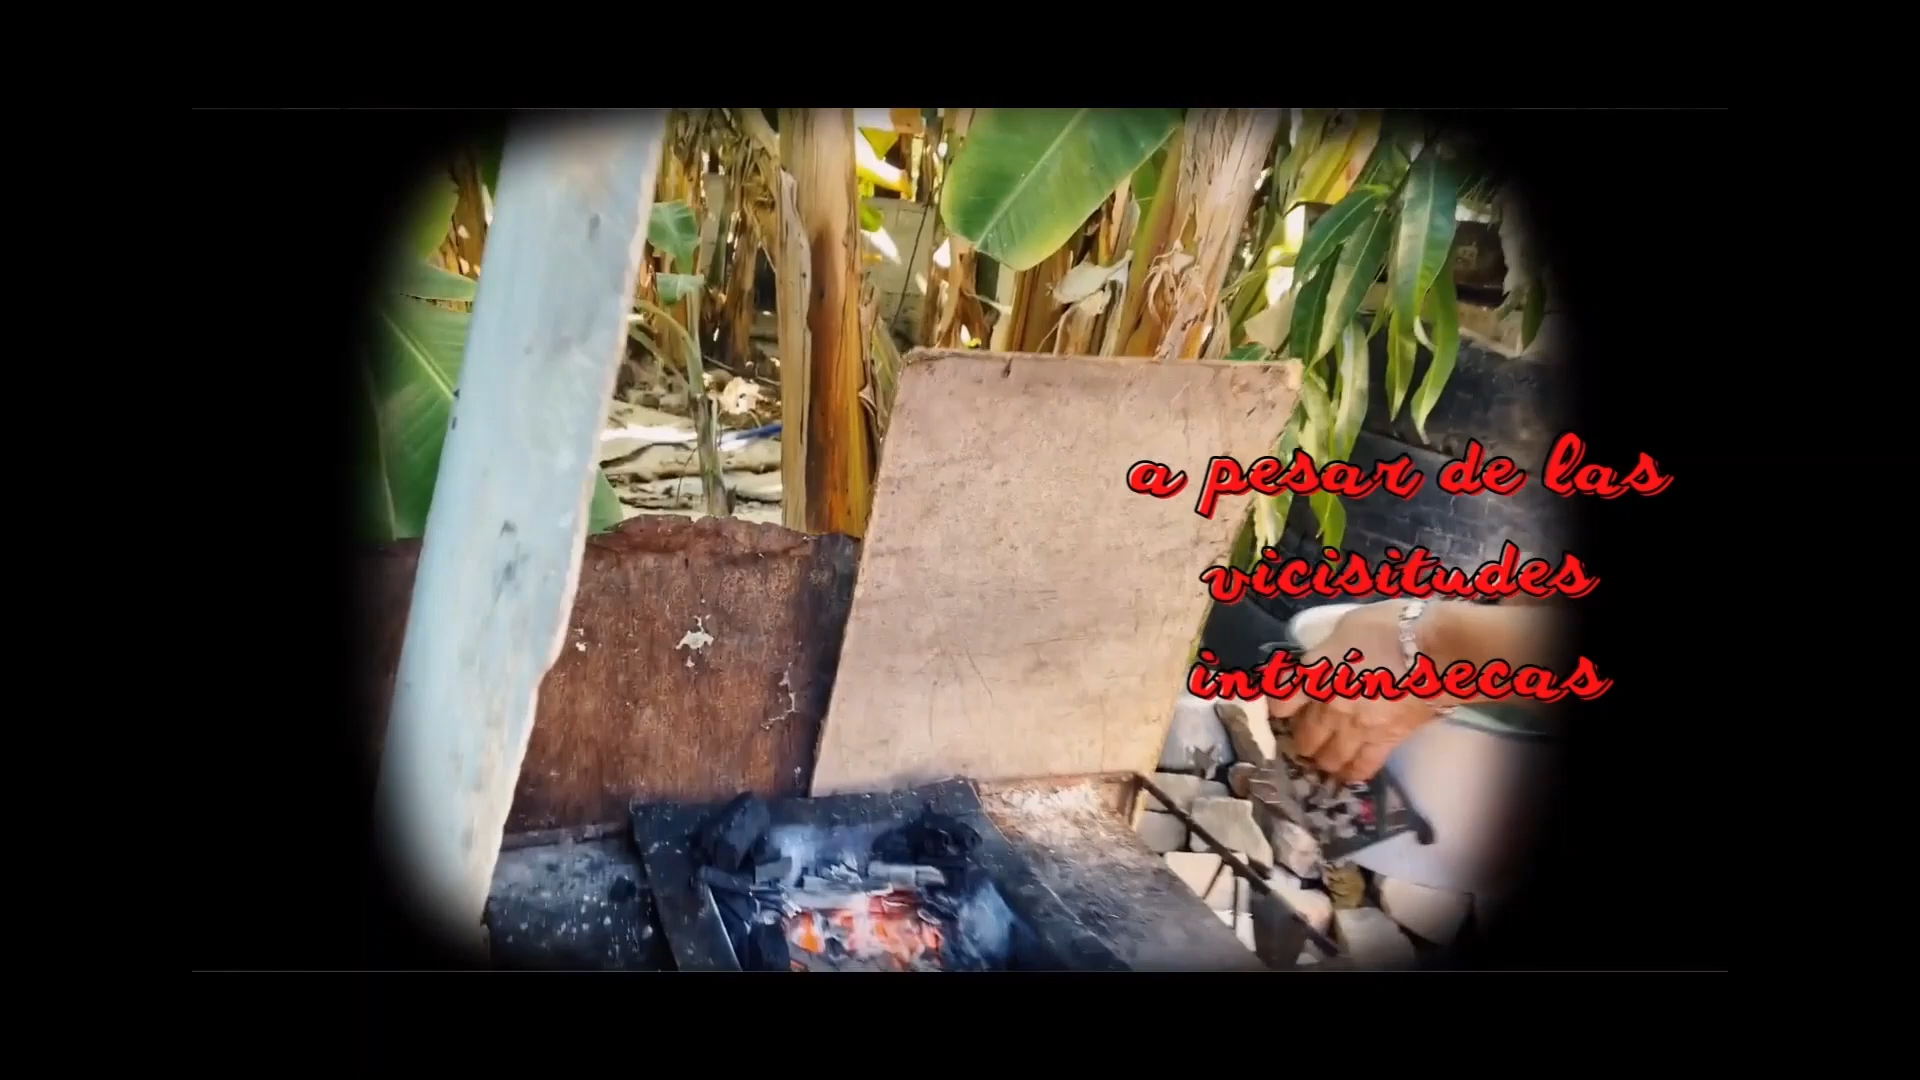 a pesar de las
vicisitudes
intrínsecas